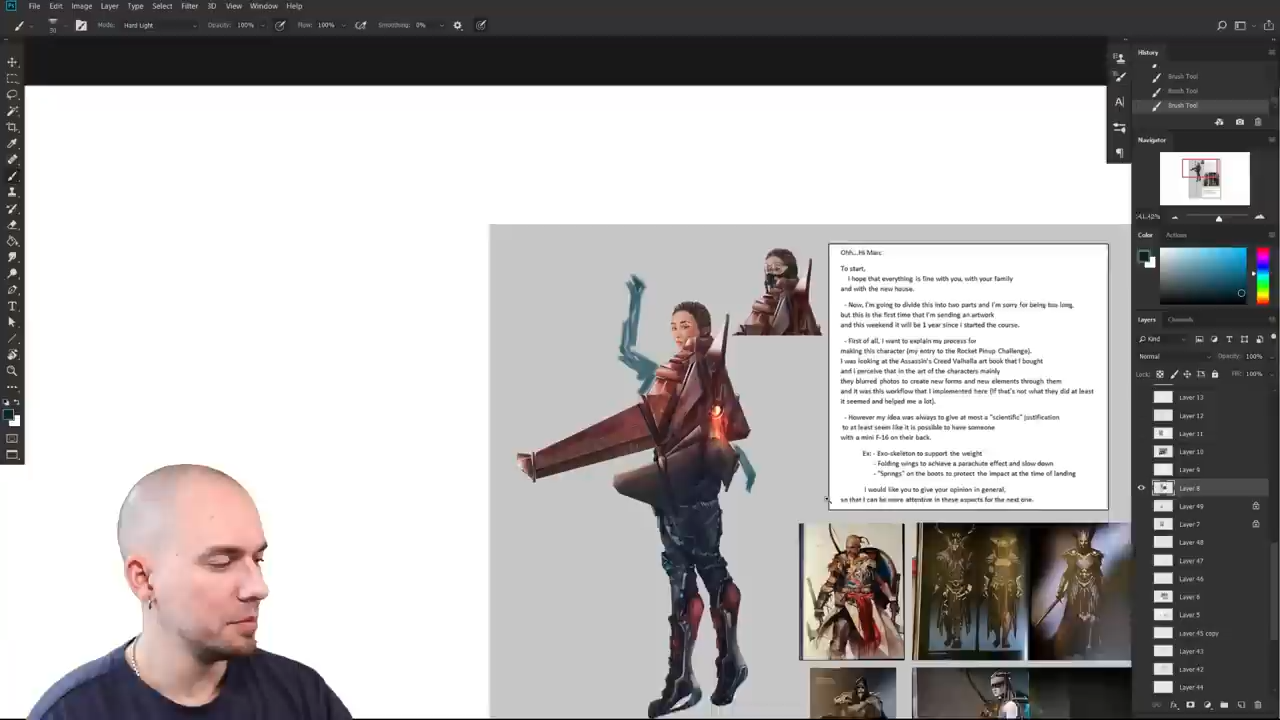 File Edit Image Layer Type Select Filter 3D View Window Help
Mode: Hard Light Opacity: 100% Flow: 100% Smoothing: 0%
History
Brush Tool
Brush Tool
Brush Tool
Navigator
Color Actions
Layers Channels
Kind
Normal Opacity: 100%
Lock: Fill: 100%
Layer 13
Layer 12
Layer 11
Layer 10
Layer 9
Layer 8
Layer 49
Layer 7
Layer 48
Layer 47
Layer 46
Layer 6
Layer 5
Layer 45 copy
Layer 43
Layer 42
Layer 44
Ohh...Hi Marc
To start,
I hope that everything is fine with you, with your family
and with the new house.
- Now, I'm going to divide this into two parts and I'm sorry for being too long,
but this is the first time that I'm sending an artwork
and this weekend it will be 1 year since I started the course.
- First of all, I want to explain my process for
making this character (my entry to the Rocket Pinup Challenge).
I was looking at the Assassin's Creed Valhalla art book that I bought
and I perceive that in the art of the characters mainly
they blurred photos to create new forms and new elements through them
and it was this workflow that I implemented here (If that's not what they did at least
it seemed and helped me a lot).
- However my idea was always to give at most a "scientific" justification
to at least seem like it is possible to have someone
with a mini F-16 on their back.
Ex: - Exo-skeleton to support the weight
- Folding wings to achieve a parachute effect and slow down
- "Springs" on the boots to protect the impact at the time of landing
I would like you to give your opinion in general,
so that I can be more attentive in these aspects for the next one.